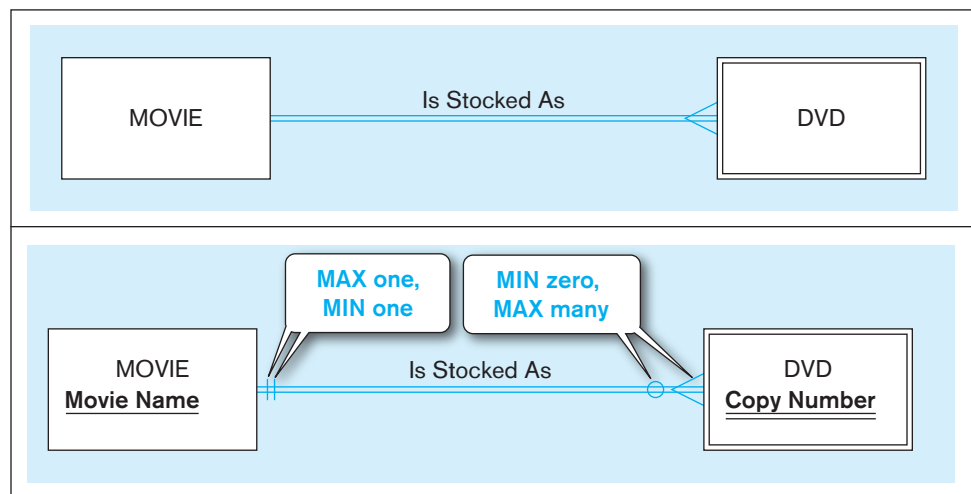 MOVIE
Is Stocked As
DVD
MAX one,
MIN one
MIN zero,
MAX many
MOVIE
Movie Name
Is Stocked As
DVD
Copy Number